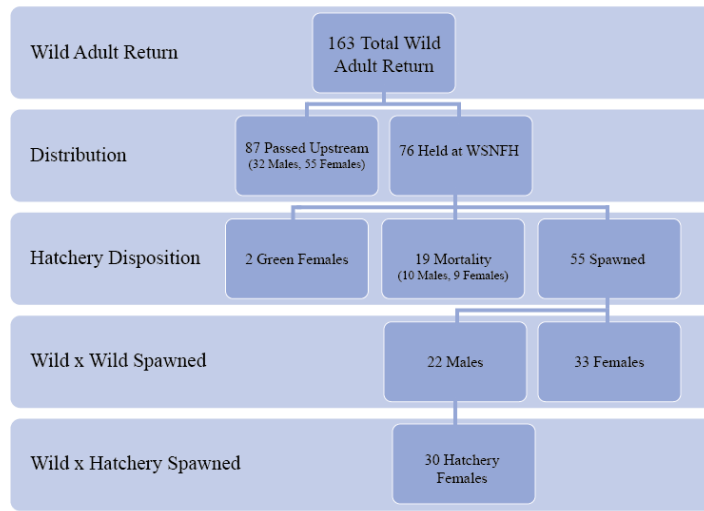 Wild Adult Return
163 Total Wild
Adult Return
Distribution
87 Passed Upstream
(32 Males, 55 Females)
76 Held at WSNFH
Hatchery Disposition
2 Green Females
19 Mortality
(10 Males, 9 Females)
55 Spawned
Wild x Wild Spawned
22 Males
33 Females
Wild x Hatchery Spawned
30 Hatchery
Females